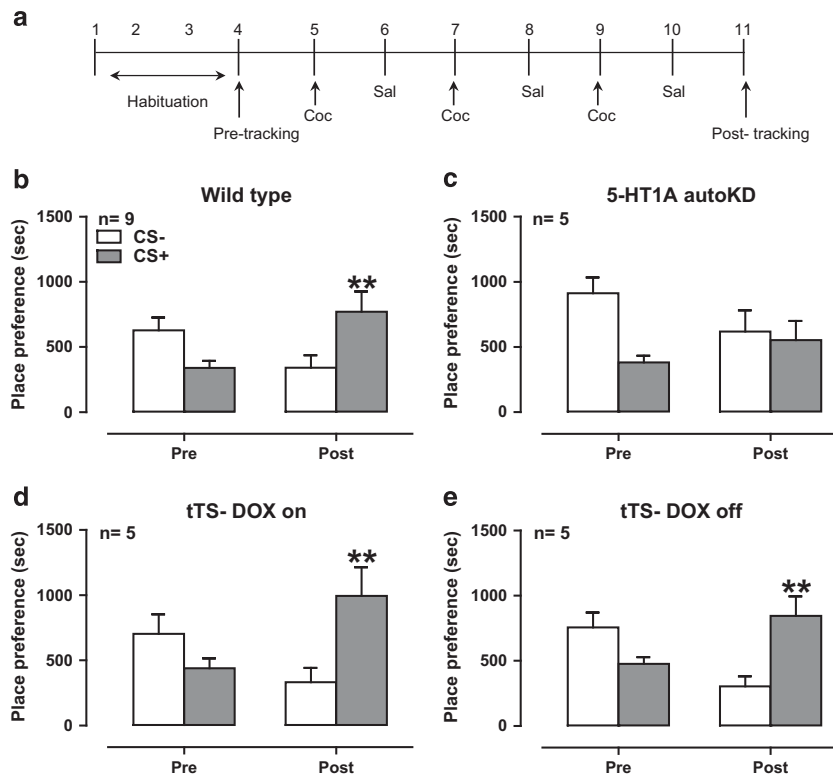 a
1 2 3 4 5 6 7 8 9 10 11
Habituation
Pre-tracking
Coc
Sal
Coc
Sal
Coc
Sal
Post- tracking
b
Wild type
n= 9
CS-
CS+
Place preference (sec)
1500
1000
500
0
**
Pre Post
c
5-HT1A autoKD
n= 5
Place preference (sec)
1500
1000
500
0
Pre Post
d
tTS- DOX on
n= 5
Place preference (sec)
1500
1000
500
0
**
Pre Post
e
tTS- DOX off
n= 5
Place preference (sec)
1500
1000
500
0
**
Pre Post